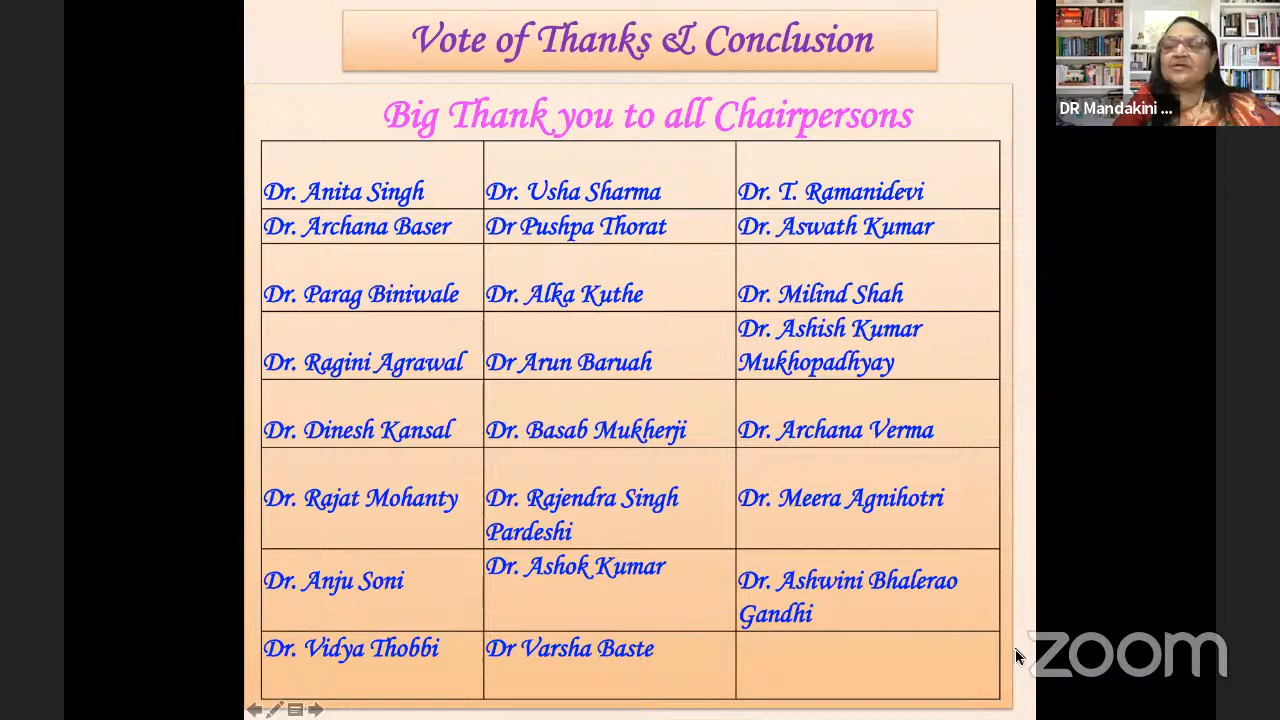 Vote of Thanks & Conclusion
DR Mandakini ...
Big Thank you to all Chairpersons
Dr. Anita Singh
Dr. Usha Sharma
Dr. T. Ramanidevi
Dr. Archana Baser
Dr Pushpa Thorat
Dr. Aswath Kumar
Dr. Parag Biniwale
Dr. Alka Kuthe
Dr. Milind Shah
Dr. Ragini Agrawal
Dr Arun Baruah
Dr. Ashish Kumar
Mukhopadhyay
Dr. Dinesh Kansal
Dr. Basab Mukherji
Dr. Archana Verma
Dr. Rajat Mohanty
Dr. Rajendra Singh
Pardeshi
Dr. Meera Agnihotri
Dr. Anju Soni
Dr. Ashok Kumar
Dr. Ashwini Bhalerao
Gandhi
Dr. Vidya Thobbi
Dr Varsha Baste
zoom